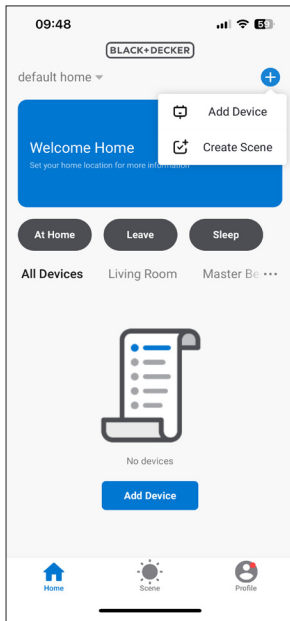 09:48
59
BLACK+DECKER
default home
Add Device
Create Scene
Welcome Home
Set your home location for more information
At Home
Leave
Sleep
All Devices
Living Room
Master Be
No devices
Add Device
Home
Scene
Profile